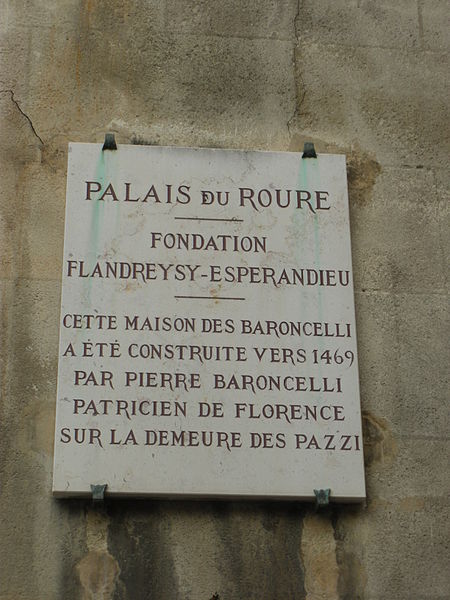 PALAIS DU ROURE
FONDATION
FLANDREYSY-ESPERANDIEU
CETTE MAISON DES BARONCELLI
A ÉTÉ CONSTRUITE VERS 1469
PAR PIERRE BARONCELLI
PATRICIEN DE FLORENCE
SUR LA DEMEURE DES PAZZI